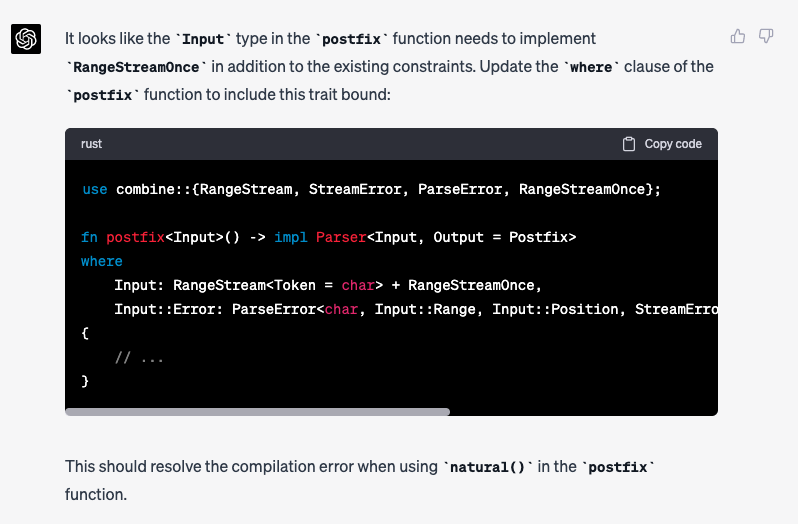 It looks like the `Input` type in the `postfix` function needs to implement
`RangeStreamOnce` in addition to the existing constraints. Update the `where` clause of the
`postfix` function to include this trait bound:
rust Copy code
use combine::{RangeStream, StreamError, ParseError, RangeStreamOnce};
fn postfix<Input>() -> impl Parser<Input, Output = Postfix>
where
    Input: RangeStream<Token = char> + RangeStreamOnce,
    Input::Error: ParseError<char, Input::Range, Input::Position, StreamErro
{
    // ...
}
This should resolve the compilation error when using `natural()` in the `postfix`
function.